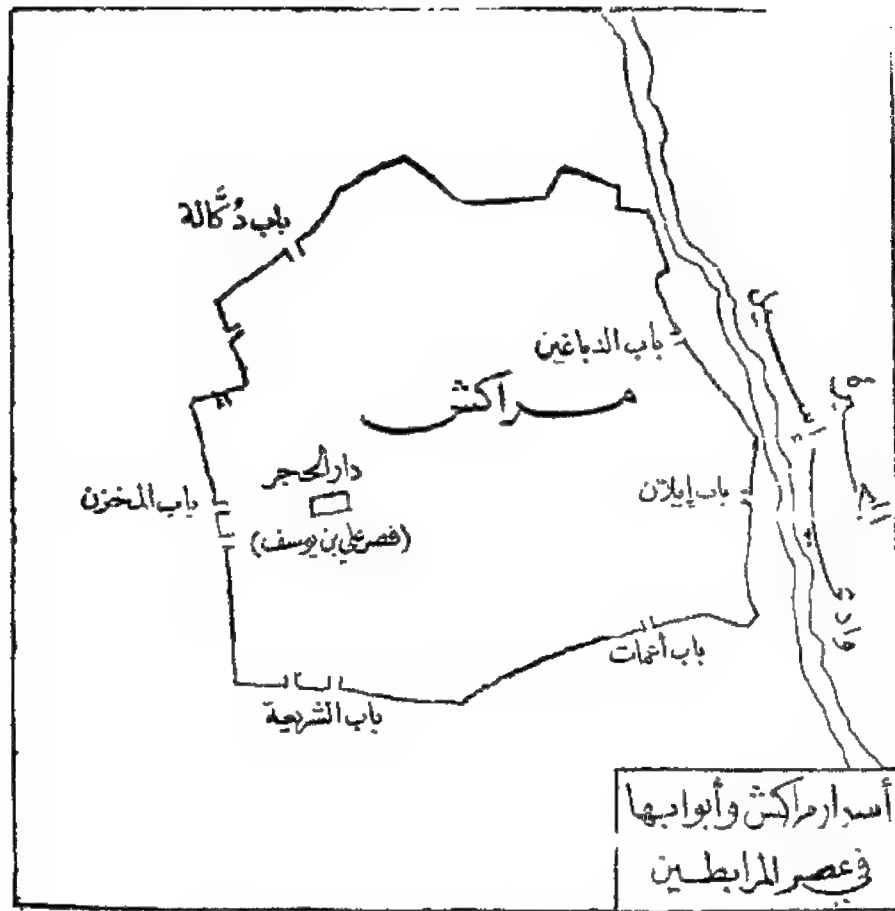 باب دُكَّالة
باب الدباغين
مراكش
دار الحجر
(قصر علي بن يوسف)
باب المخزن
باب إيلان
باب أغمات
باب الشريعة
أسوار مراكش وأبوابها
في عصر المرابطين